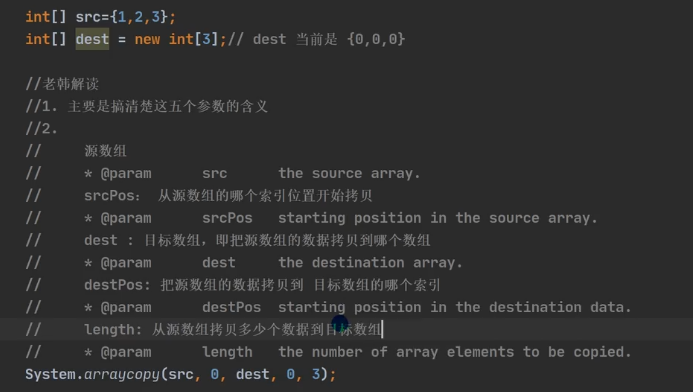 int[] src={1,2,3};
int[] dest = new int[3];// dest 当前是 {0,0,0}
//老韩解读
//1. 主要是搞清楚这五个参数的含义
//2.
//     源数组
//     * @param      src     the source array.
//     srcPos： 从源数组的哪个索引位置开始拷贝
//     * @param      srcPos   starting position in the source array.
//     dest : 目标数组，即把源数组的数据拷贝到哪个数组
//     * @param      dest     the destination array.
//     destPos: 把源数组的数据拷贝到 目标数组的哪个索引
//     * @param      destPos  starting position in the destination data.
//     length: 从源数组拷贝多少个数据到目标数组
//     * @param      length   the number of array elements to be copied.
System.arraycopy(src, 0, dest, 0, 3);